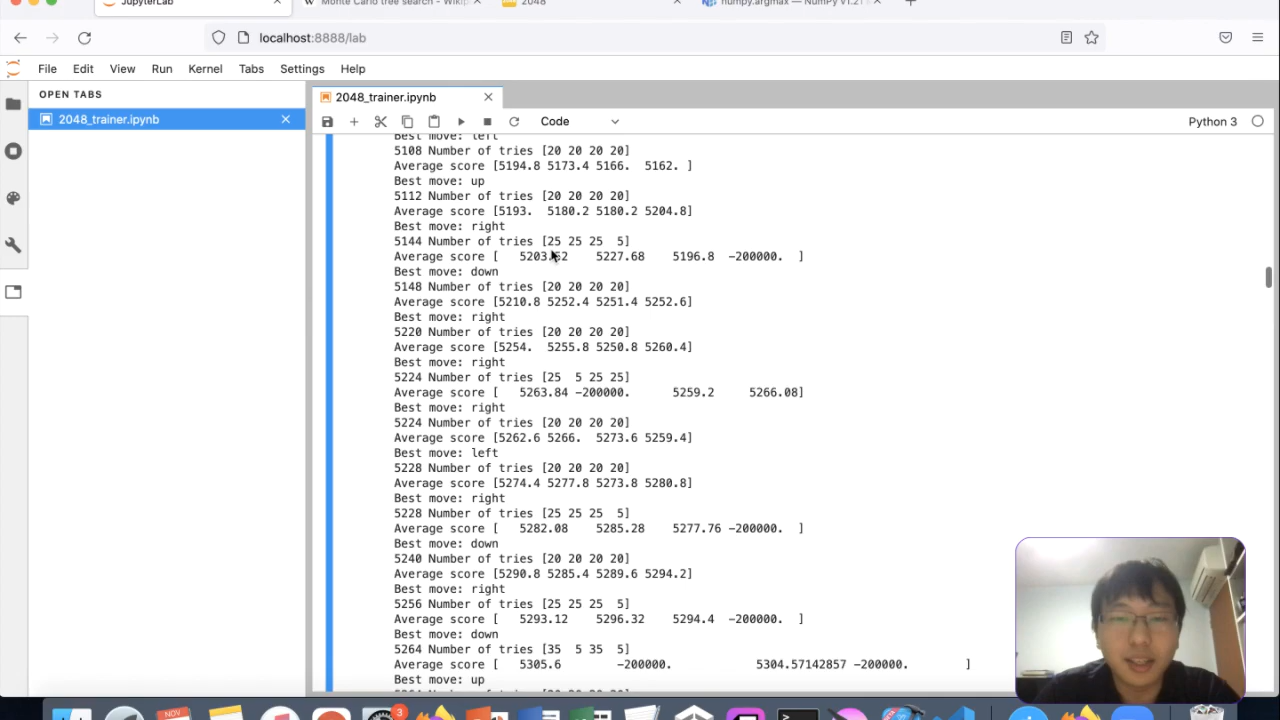 JupyterLab
Monte Carlo tree search - Wikip
2048
numpy.argmax — NumPy v1.21
localhost:8888/lab
File Edit View Run Kernel Tabs Settings Help
OPEN TABS
2048_trainer.ipynb
2048_trainer.ipynb
Code
Python 3
Best move: left
5108 Number of tries [20 20 20 20]
Average score [5194.8 5173.4 5166. 5162. ]
Best move: up
5112 Number of tries [20 20 20 20]
Average score [5193. 5180.2 5180.2 5204.8]
Best move: right
5144 Number of tries [25 25 25 5]
Average score [ 5227.68 5196.8 -200000. ]
Best move: down
5148 Number of tries [20 20 20 20]
Average score [5210.8 5252.4 5251.4 5252.6]
Best move: right
5220 Number of tries [20 20 20 20]
Average score [5254. 5255.8 5250.8 5260.4]
Best move: right
5224 Number of tries [25 5 25 25]
Average score [ 5263.84 -200000. 5259.2 5266.08]
Best move: right
5224 Number of tries [20 20 20 20]
Average score [5262.6 5266. 5273.6 5259.4]
Best move: left
5228 Number of tries [20 20 20 20]
Average score [5274.4 5277.8 5273.8 5280.8]
Best move: right
5228 Number of tries [25 25 25 5]
Average score [ 5282.08 5285.28 5277.76 -200000. ]
Best move: down
5240 Number of tries [20 20 20 20]
Average score [5290.8 5285.4 5289.6 5294.2]
Best move: right
5256 Number of tries [25 25 25 5]
Average score [ 5293.12 5296.32 5294.4 -200000. ]
Best move: down
5264 Number of tries [35 5 35 5]
Average score [ 5305.6 -200000. 5304.57142857 -200000. ]
Best move: up
NOV
3